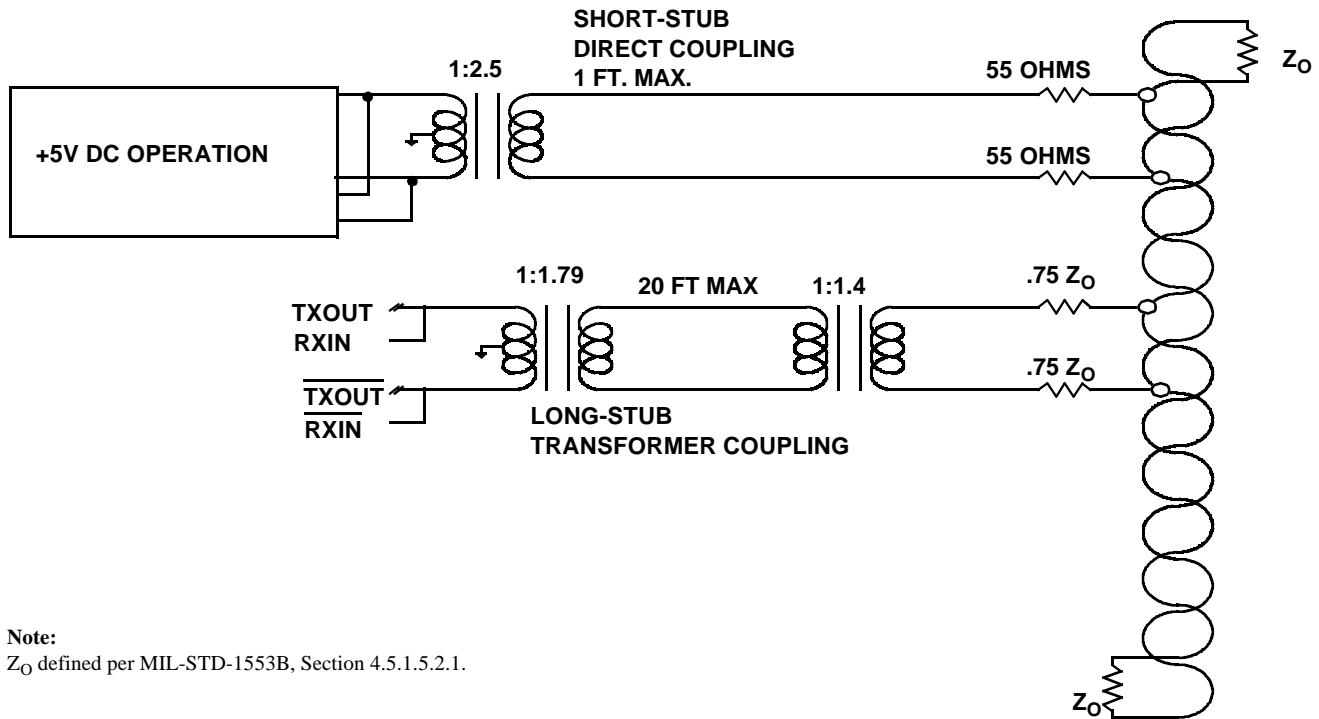 SHORT-STUB
DIRECT COUPLING
1 FT. MAX.
1:2.5
55 OHMS
Z_O
+5V DC OPERATION
55 OHMS
1:1.79
20 FT MAX
1:1.4
.75 Z_O
TXOUT
RXIN
.75 Z_O
TXOUT
RXIN
LONG-STUB
TRANSFORMER COUPLING
Note:
Z_O defined per MIL-STD-1553B, Section 4.5.1.5.2.1.
Z_O